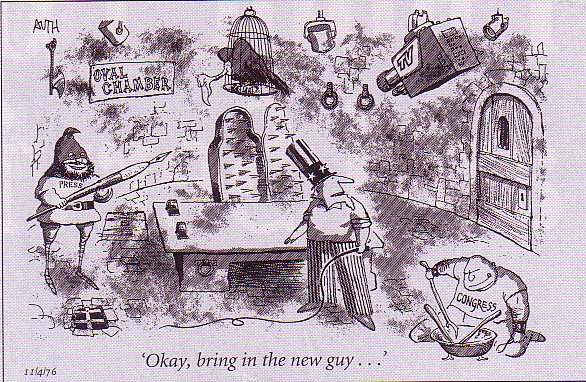 AUTH
OVAL
CHAMBER
TV
PRESS
CONGRESS
'Okay, bring in the new guy . . .'
11/4/76